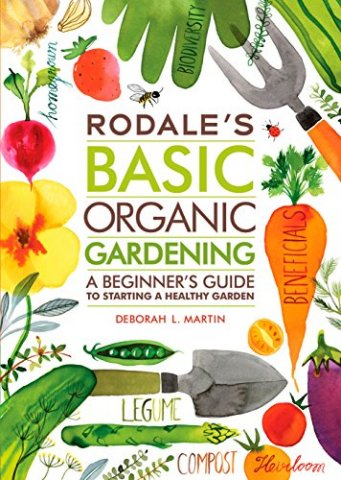 homegrown
BIODIVERSITY
RODALE'S
BASIC
ORGANIC
GARDENING
A BEGINNER'S GUIDE
TO STARTING A HEALTHY GARDEN
DEBORAH L. MARTIN
BENEFICIALS
LEGUME
COMPOST
Heirloom